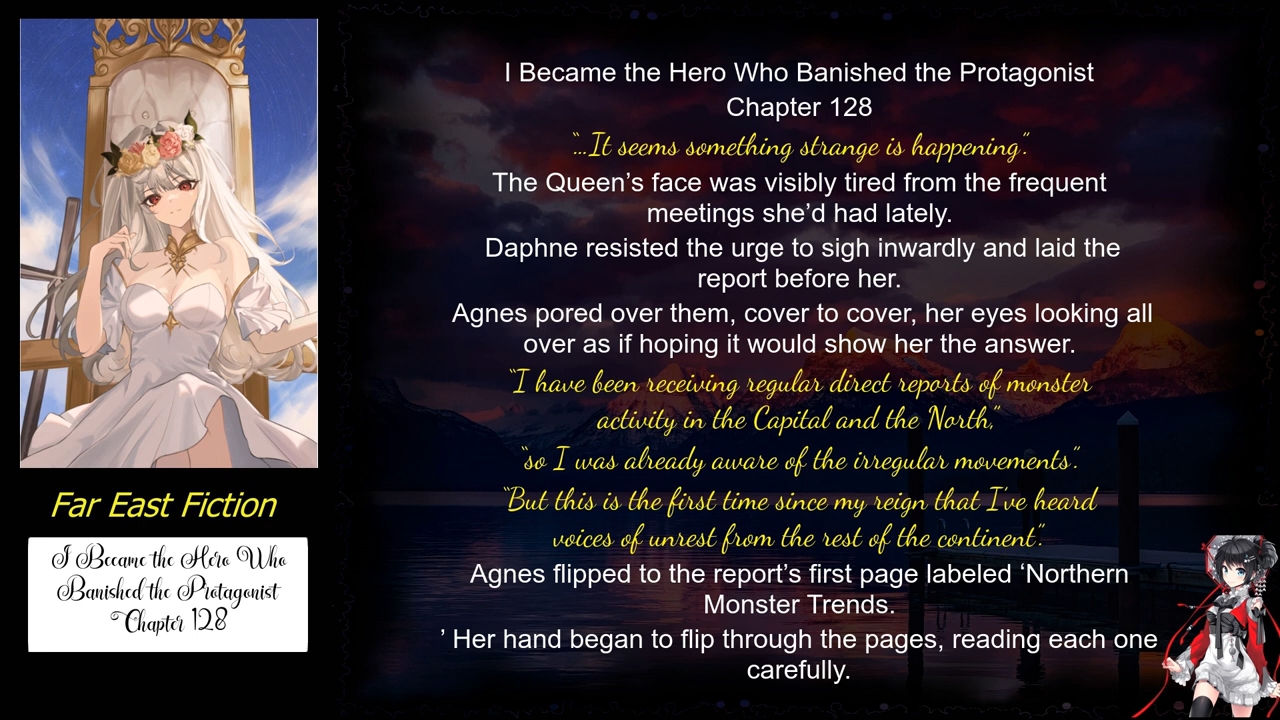 I Became the Hero Who Banished the Protagonist
Chapter 128
“...It seems something strange is happening”.
The Queen’s face was visibly tired from the frequent
meetings she’d had lately.
Daphne resisted the urge to sigh inwardly and laid the
report before her.
Agnes pored over them, cover to cover, her eyes looking all
over as if hoping it would show her the answer.
“I have been receiving regular direct reports of monster
activity in the Capital and the North,”
“so I was already aware of the irregular movements”.
“But this is the first time since my reign that I’ve heard
voices of unrest from the rest of the continent”.
Agnes flipped to the report’s first page labeled ‘Northern
Monster Trends.
’ Her hand began to flip through the pages, reading each one
carefully.
Far East Fiction
I Became the Hero Who
Banished the Protagonist
Chapter 128